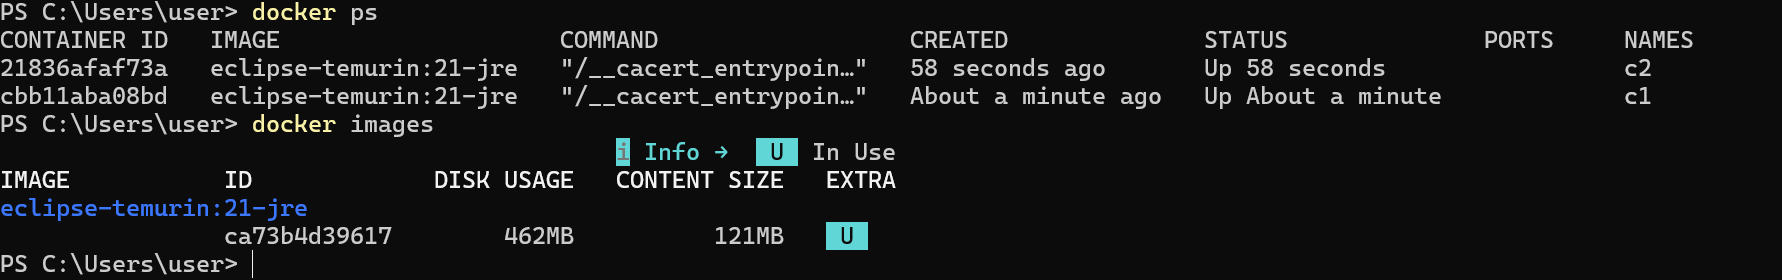 PS C:\Users\user> docker ps
CONTAINER ID   IMAGE                    COMMAND                  CREATED              STATUS              PORTS     NAMES
21836afaf73a   eclipse-temurin:21-jre   "/__cacert_entrypoin…"   58 seconds ago       Up 58 seconds                 c2
cbb11aba08bd   eclipse-temurin:21-jre   "/__cacert_entrypoin…"   About a minute ago   Up About a minute             c1
PS C:\Users\user> docker images
                                            i Info →   U  In Use
IMAGE           ID             DISK USAGE   CONTENT SIZE   EXTRA
eclipse-temurin:21-jre
                ca73b4d39617        462MB          121MB    U
PS C:\Users\user>